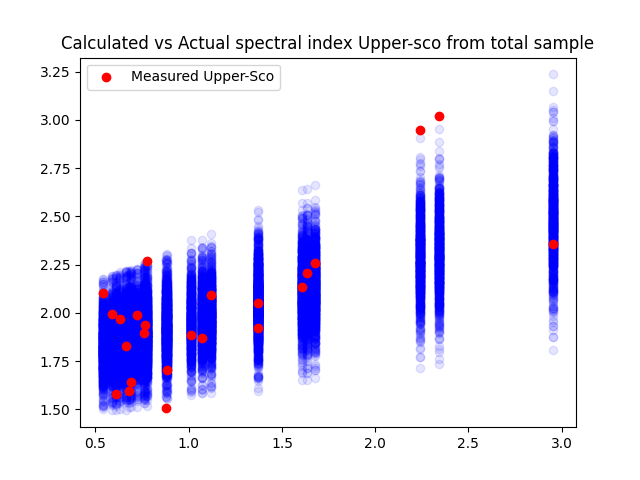 Calculated vs Actual spectral index Upper-sco from total sample
Measured Upper-Sco
3.25
3.00
2.75
2.50
2.25
2.00
1.75
1.50
0.5 1.0 1.5 2.0 2.5 3.0